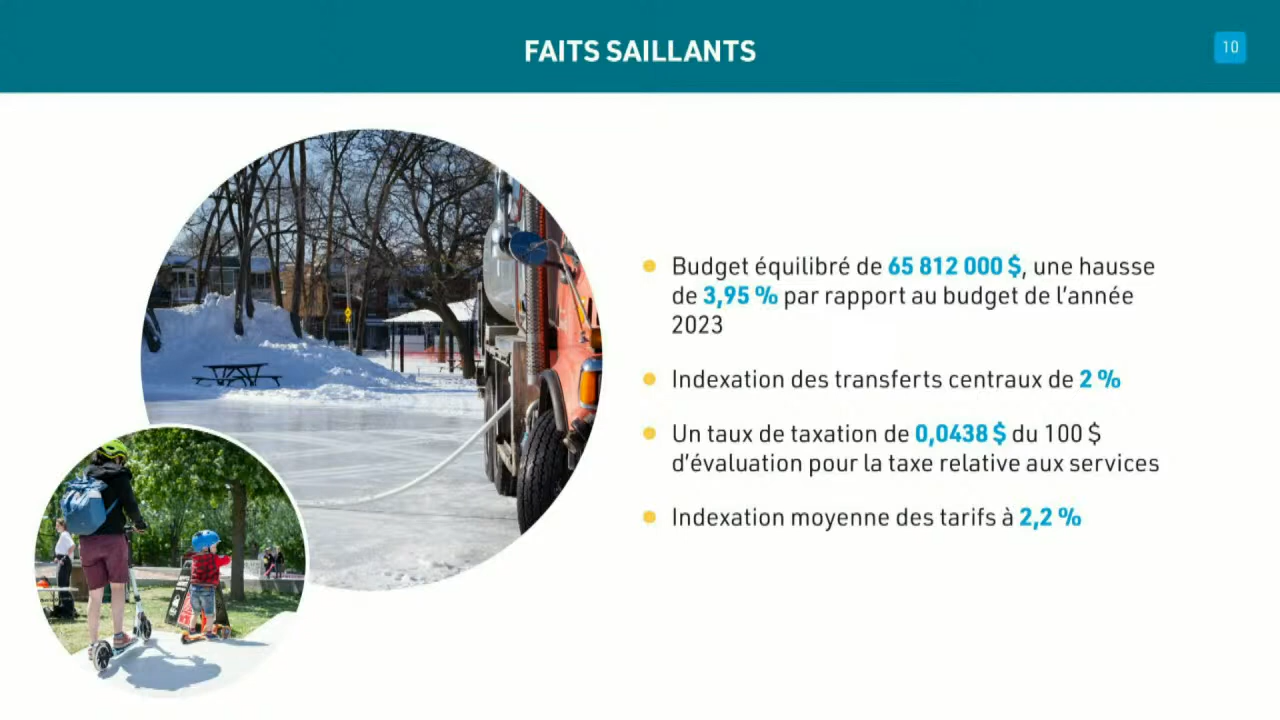 FAITS SAILLANTS
10
Budget équilibré de 65 812 000 $, une hausse
de 3,95 % par rapport au budget de l'année
2023
Indexation des transferts centraux de 2 %
Un taux de taxation de 0,0438 $ du 100 $
d'évaluation pour la taxe relative aux services
Indexation moyenne des tarifs à 2,2 %